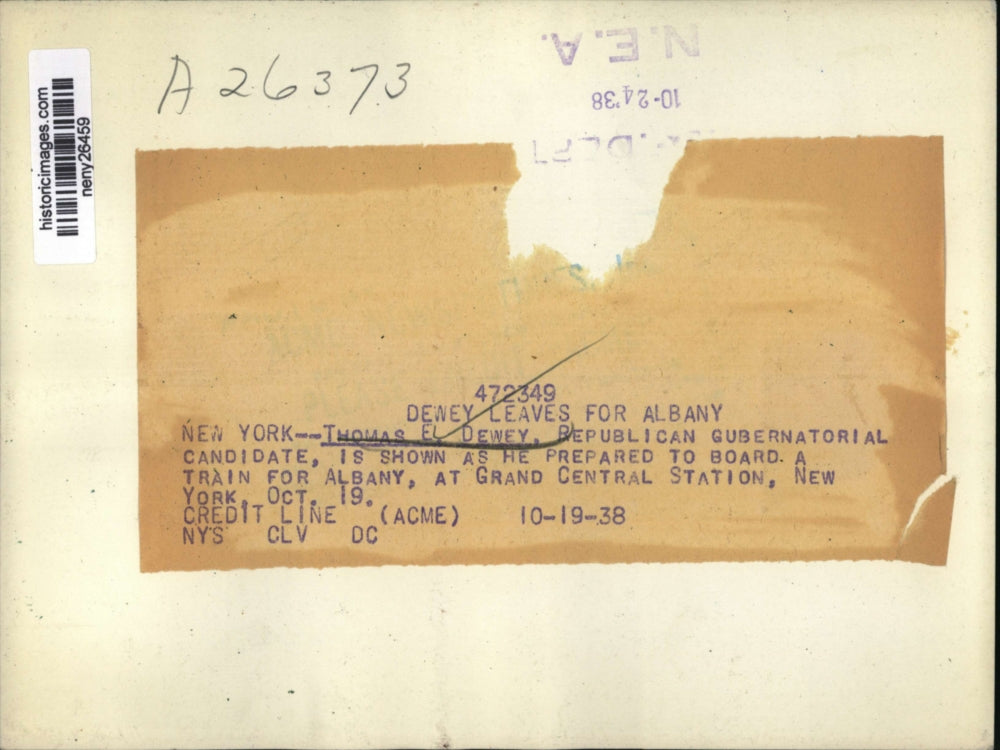 historicimages.com
neny26459
A26373
N.E.A.
10-24'38
DEPT
472349
DEWEY LEAVES FOR ALBANY
NEW YORK--THOMAS E. DEWEY, REPUBLICAN GUBERNATORIAL
CANDIDATE, IS SHOWN AS HE PREPARED TO BOARD A
TRAIN FOR ALBANY, AT GRAND CENTRAL STATION, NEW
YORK, OCT. 19.
CREDIT LINE (ACME) 10-19-38
NYS CLV DC